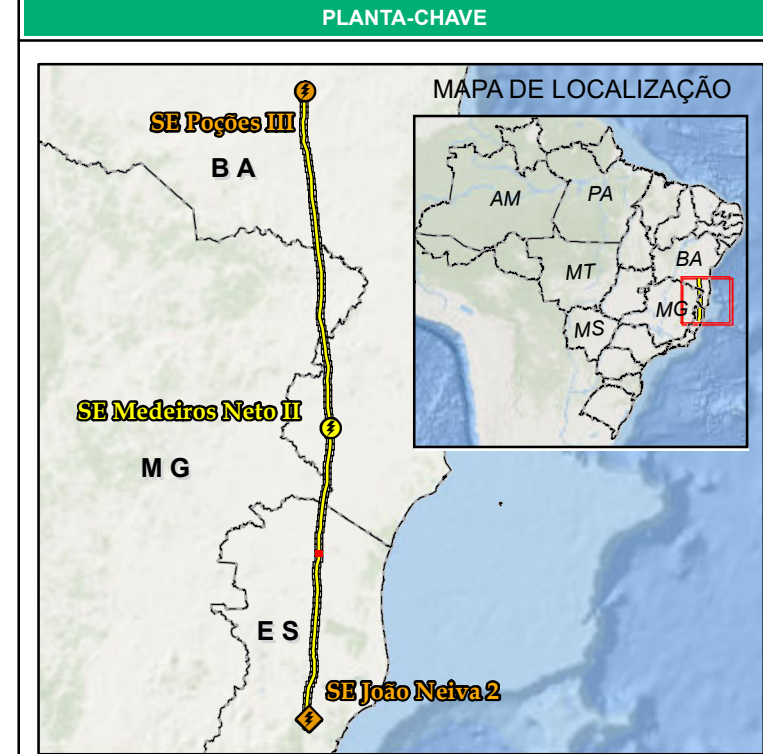 PLANTA-CHAVE
MAPA DE LOCALIZAÇÃO
SE Poções III
B A
AM
PA
MT
BA
MG
MS
SE Medeiros Neto II
M G
E S
SE João Neiva 2